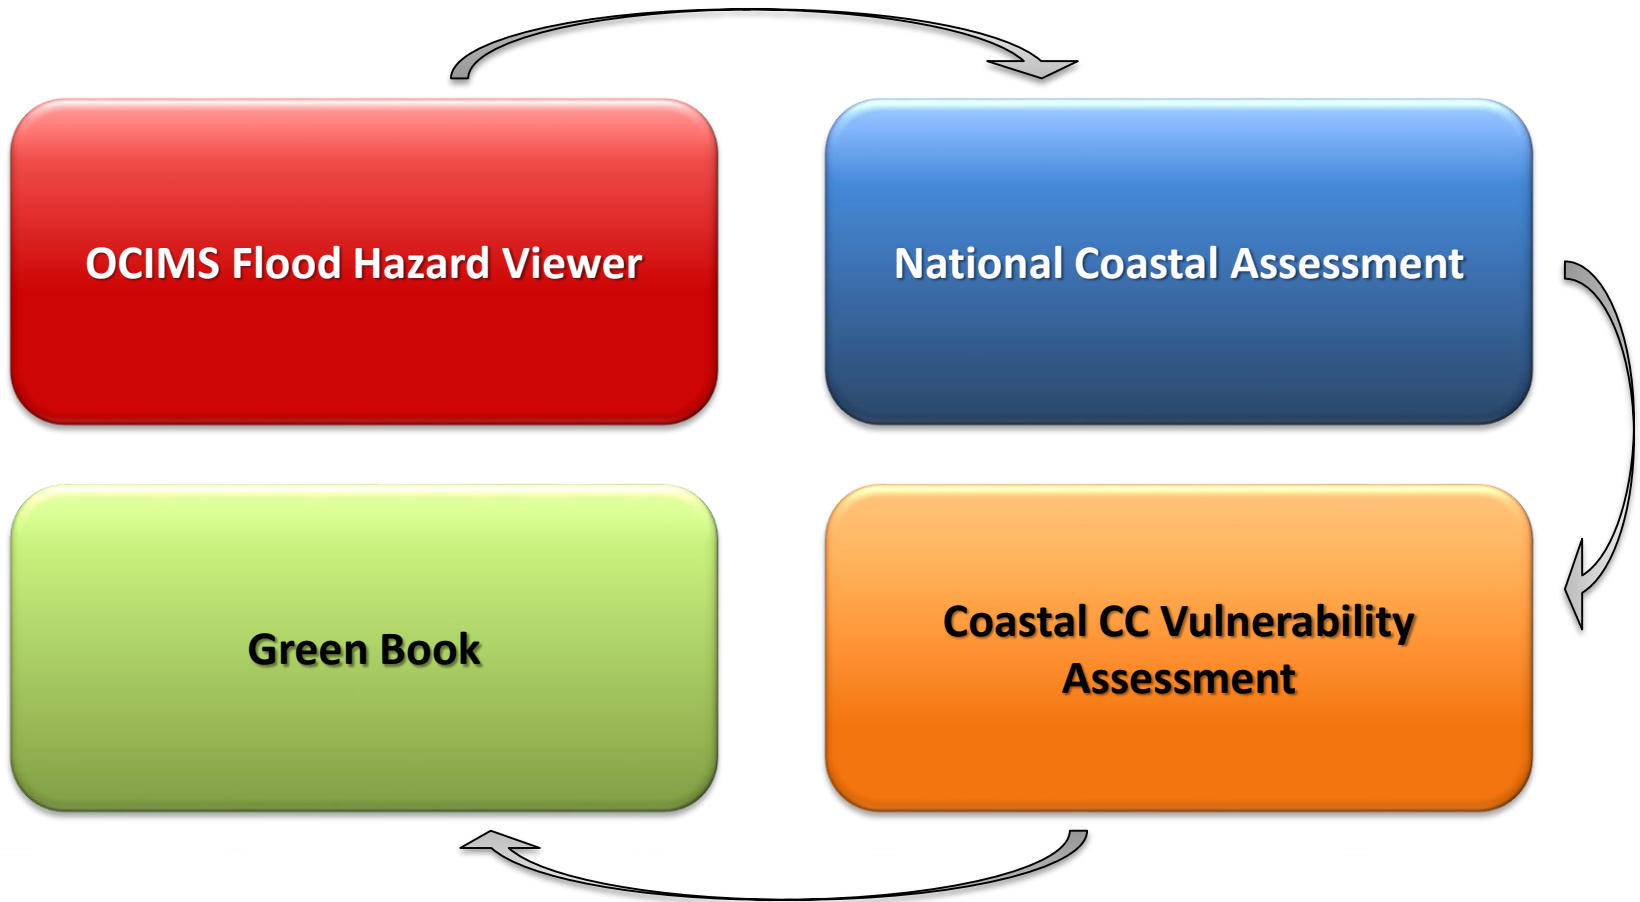 OCIMS Flood Hazard Viewer
National Coastal Assessment
Green Book
Coastal CC Vulnerability
Assessment